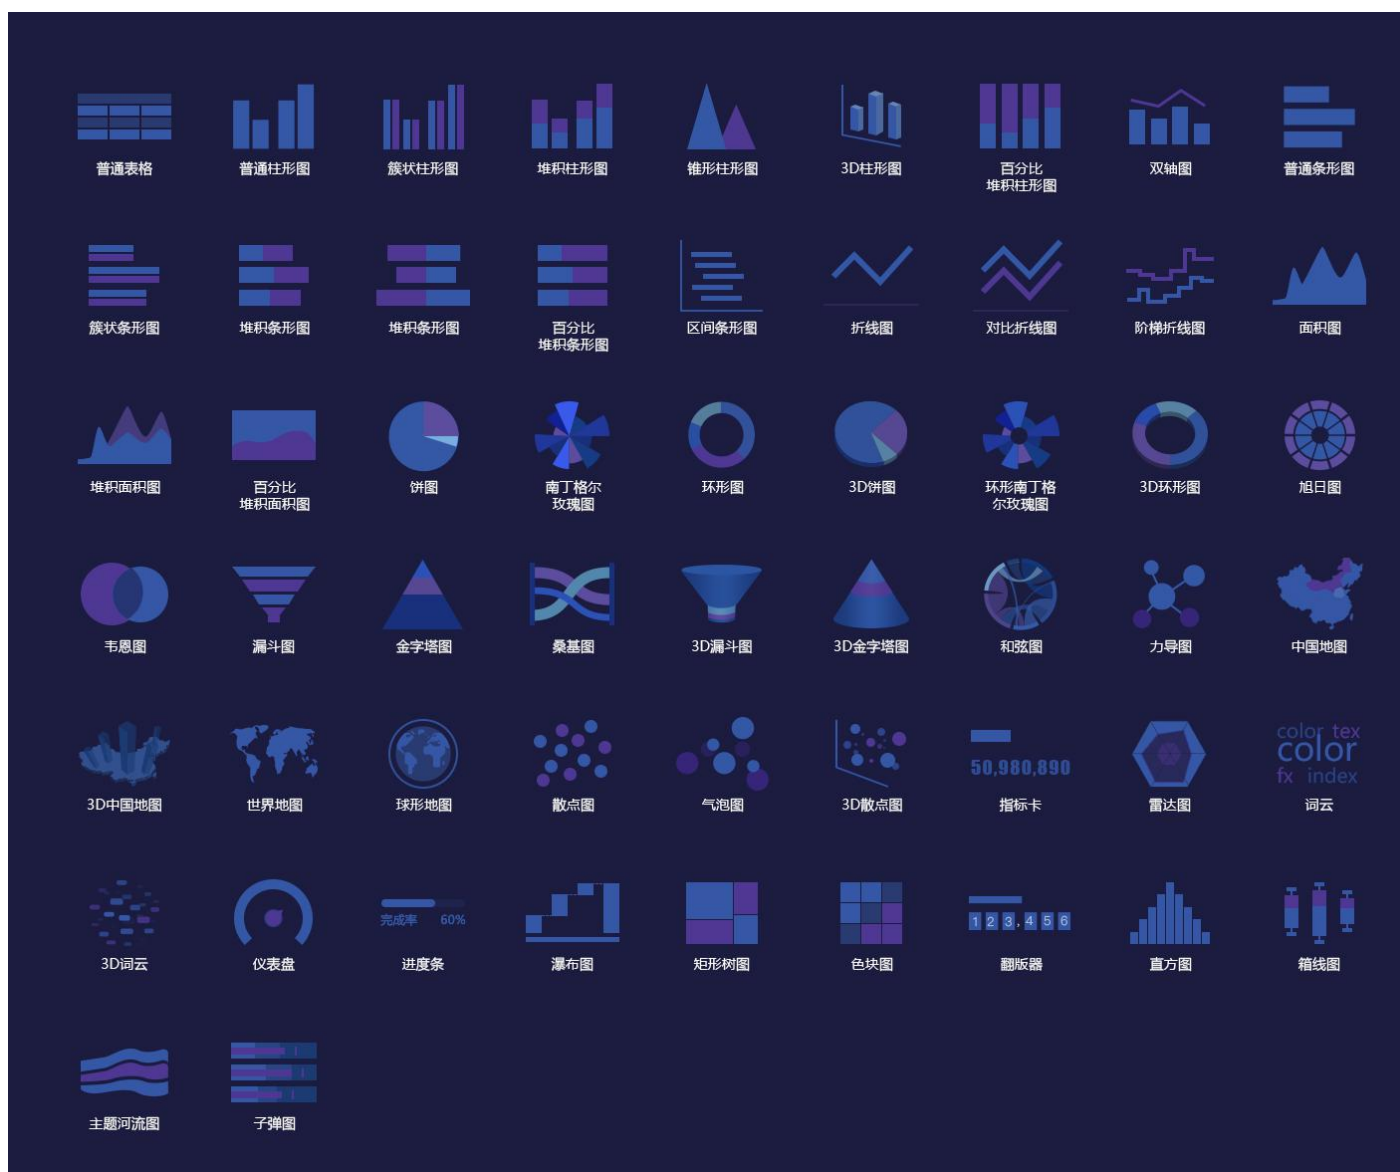 普通表格
普通柱形图
簇状柱形图
堆积柱形图
锥形柱形图
3D柱形图
百分比
堆积柱形图
双轴图
普通条形图
簇状条形图
堆积条形图
堆积条形图
百分比
堆积条形图
区间条形图
折线图
对比折线图
阶梯折线图
面积图
堆积面积图
百分比
堆积面积图
饼图
南丁格尔
玫瑰图
环形图
3D饼图
环形南丁格
尔玫瑰图
3D环形图
旭日图
韦恩图
漏斗图
金字塔图
桑基图
3D漏斗图
3D金字塔图
和弦图
力导图
中国地图
3D中国地图
世界地图
球形地图
散点图
气泡图
3D散点图
50,980,890
指标卡
雷达图
color tex
color
fx index
词云
3D词云
仪表盘
完成率 60%
进度条
瀑布图
矩形树图
色块图
123,456
翻版器
直方图
箱线图
主题河流图
子弹图